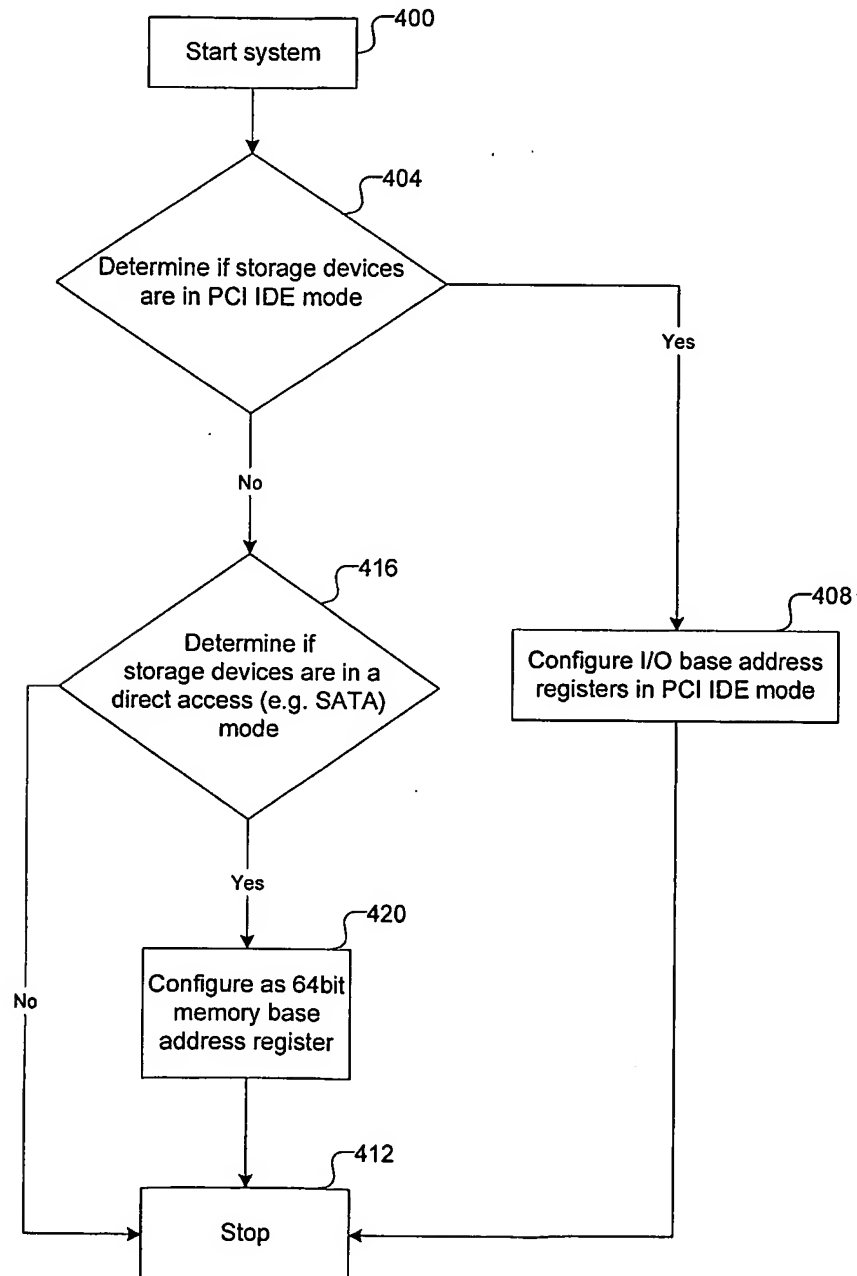 400
Start system
404
Determine if storage devices
are in PCI IDE mode
Yes
No
416
408
Determine if
storage devices are in a
direct access (e.g. SATA)
mode
Configure I/O base address
registers in PCI IDE mode
Yes
420
No
Configure as 64bit
memory base
address register
412
Stop